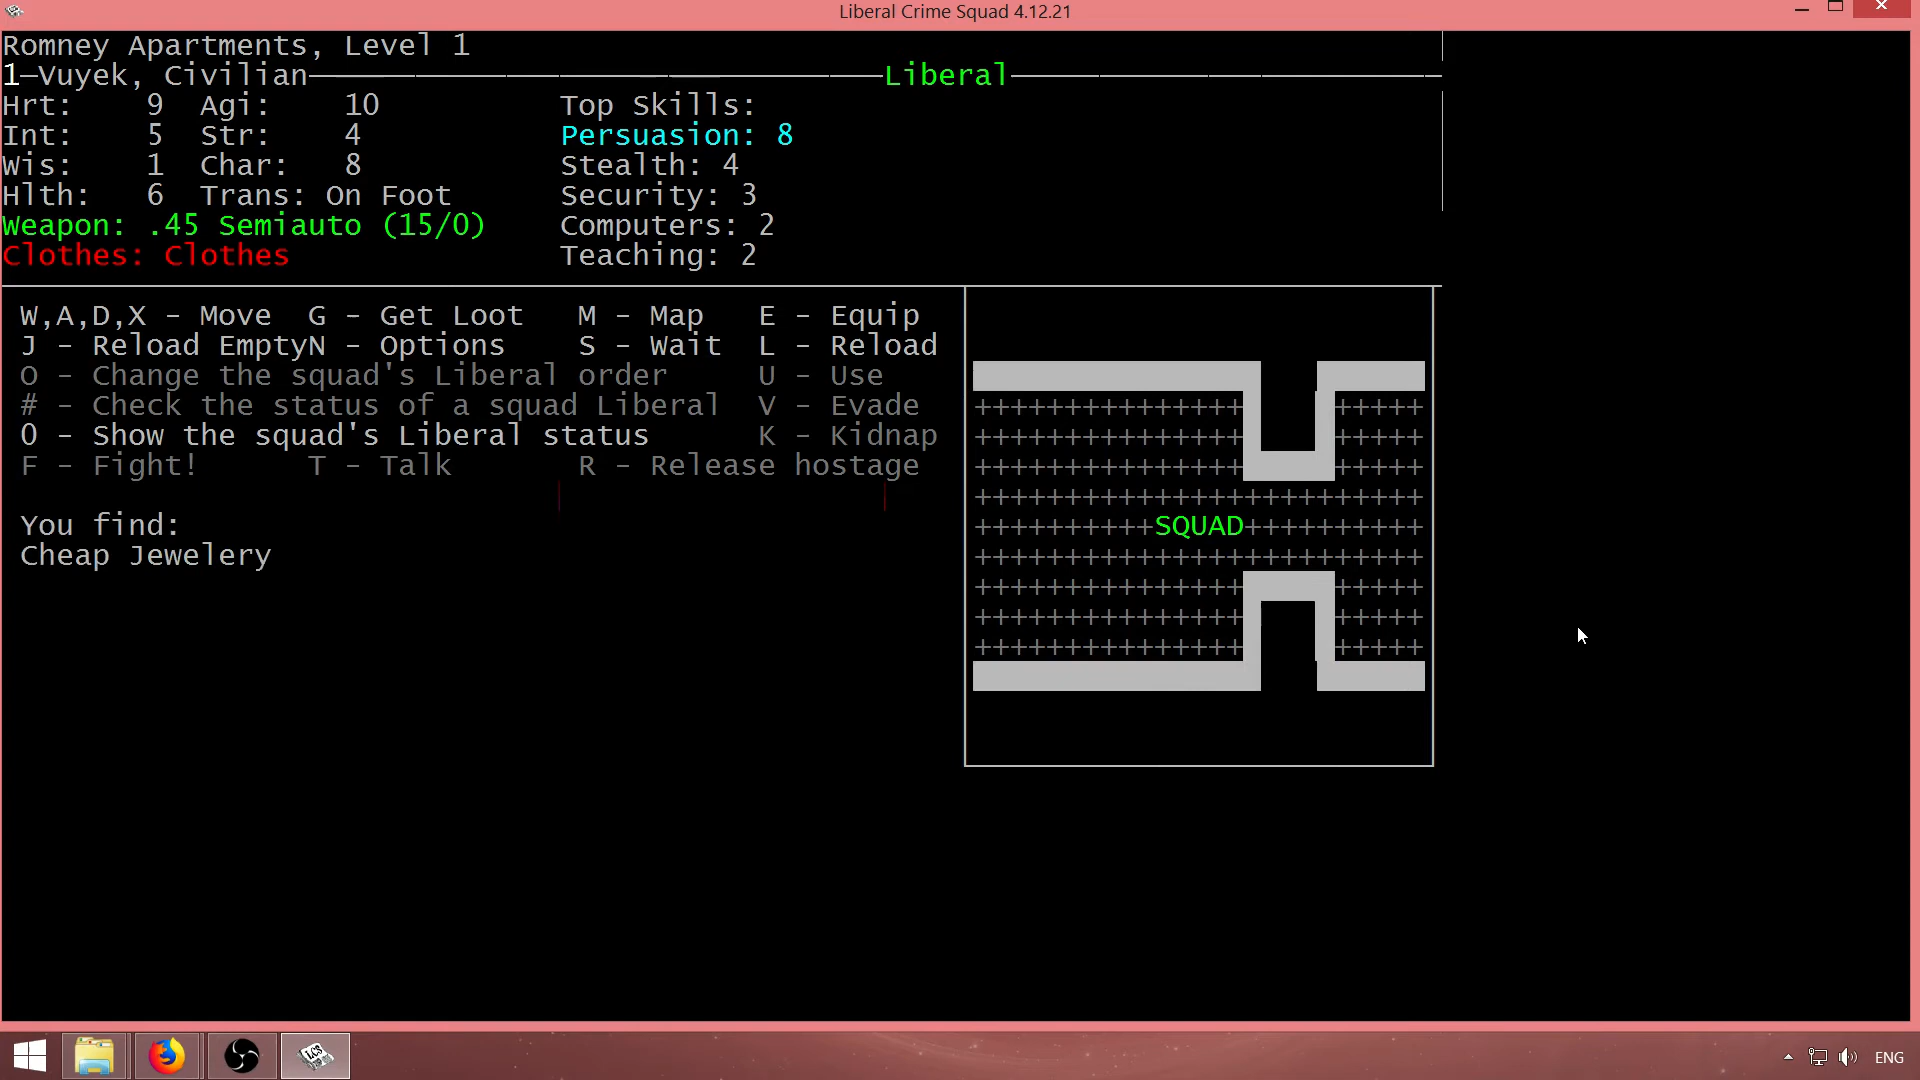 Liberal Crime Squad 4.12.21
Romney Apartments, Level 1
1—Vuyek, Civilian Liberal
Hrt: 9 Agi: 10 Top Skills:
Int: 5 Str: 4 Persuasion: 8
Wis: 1 Char: 8 Stealth: 4
Hlth: 6 Trans: On Foot Security: 3
Weapon: .45 Semiauto (15/0) Computers: 2
Clothes: Clothes Teaching: 2
W,A,D,X - Move G - Get Loot M - Map E - Equip
J - Reload EmptyN - Options S - Wait L - Reload
O - Change the squad's Liberal order U - Use
# - Check the status of a squad Liberal V - Evade
0 - Show the squad's Liberal status K - Kidnap
F - Fight! T - Talk R - Release hostage
You find:
Cheap Jewelery
SQUAD
LCS
ENG